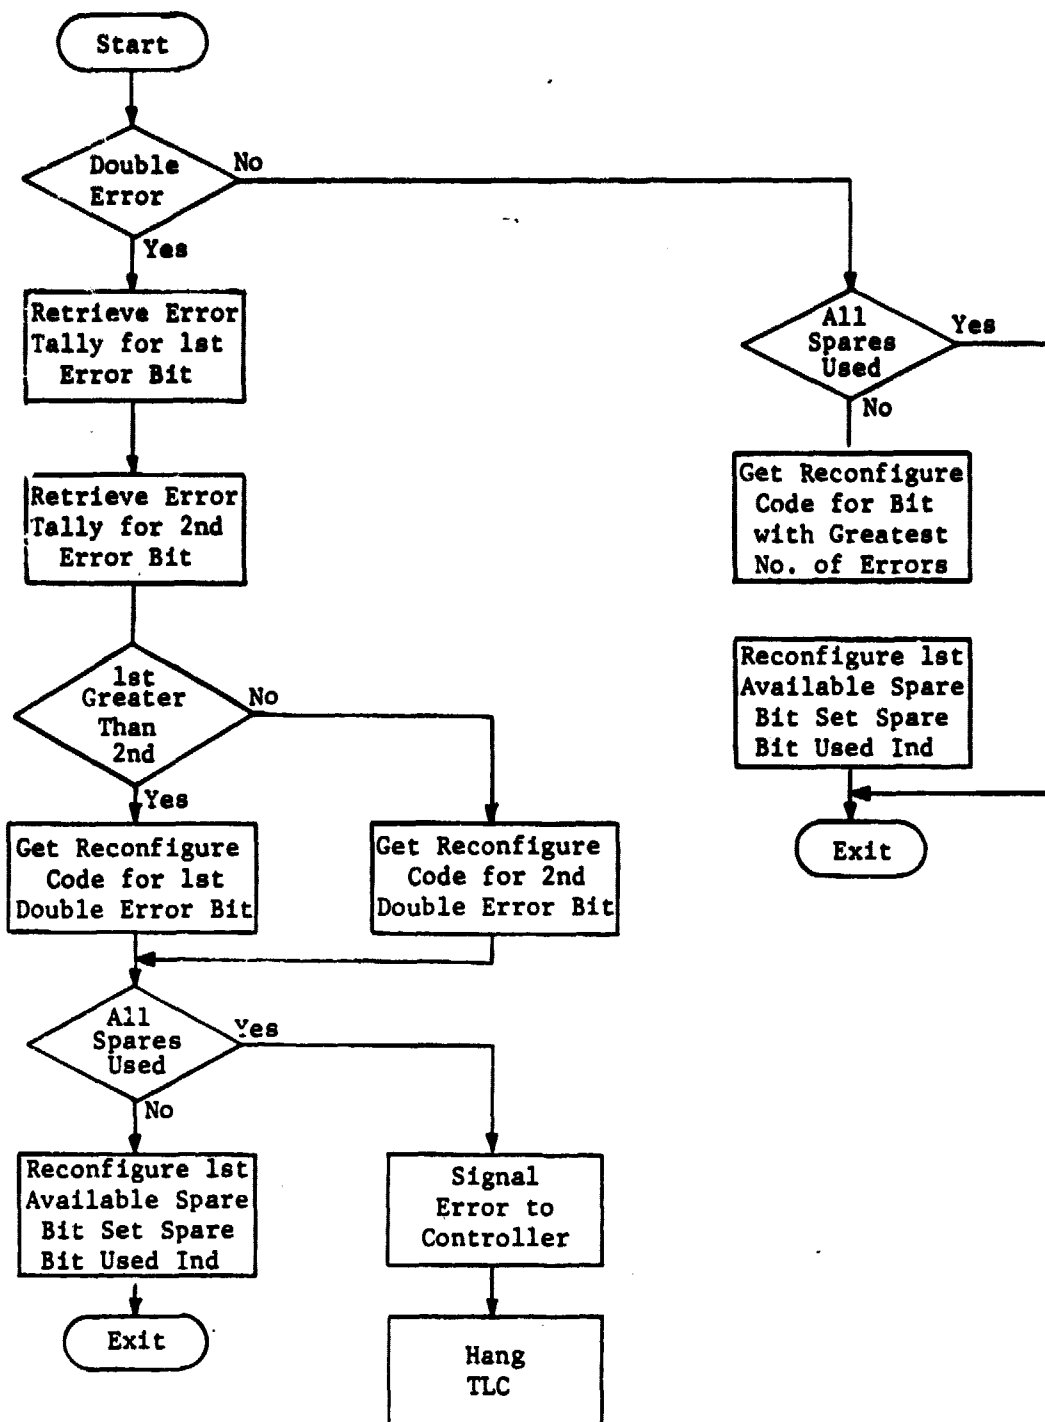 Start
Double
Error
No
Yes
Retrieve Error
Tally for 1st
Error Bit
All
Spares
Used
Yes
No
Retrieve Error
Tally for 2nd
Error Bit
Get Reconfigure
Code for Bit
with Greatest
No. of Errors
1st
Greater
Than
2nd
No
Yes
Reconfigure 1st
Available Spare
Bit Set Spare
Bit Used Ind
Exit
Get Reconfigure
Code for 1st
Double Error Bit
Get Reconfigure
Code for 2nd
Double Error Bit
All
Spares
Used
Yes
No
Reconfigure 1st
Available Spare
Bit Set Spare
Bit Used Ind
Signal
Error to
Controller
Exit
Hang
TLC